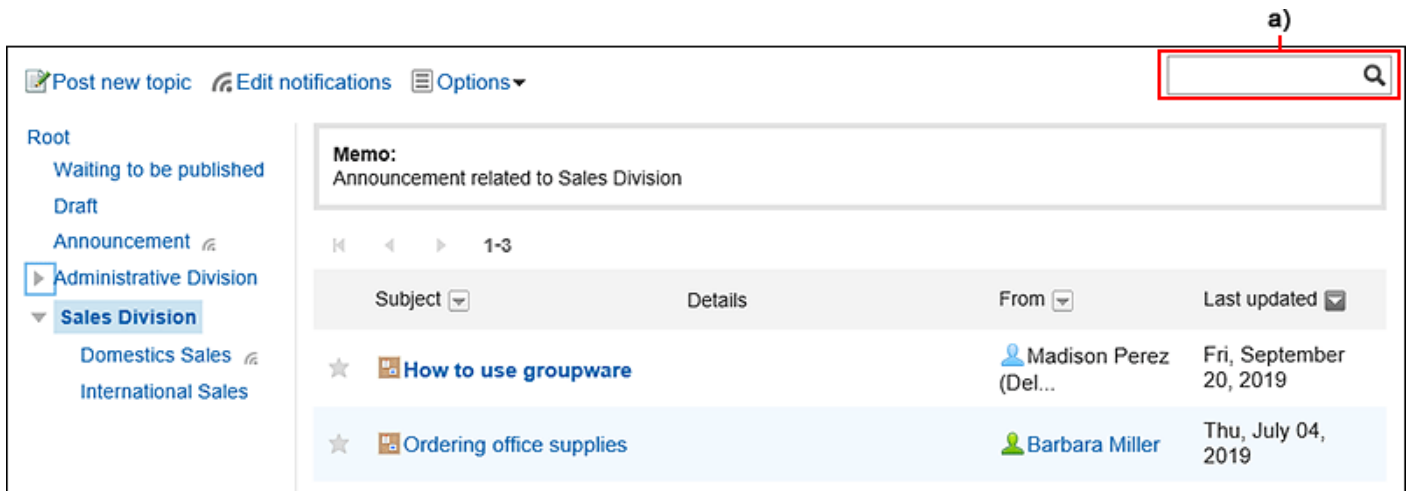 a)
Post new topic Edit notifications Options
Root
Waiting to be published
Draft
Announcement
Administrative Division
Sales Division
Domestics Sales
International Sales
Memo:
Announcement related to Sales Division
1-3
Subject Details From Last updated
How to use groupware Madison Perez (Del... Fri, September 20, 2019
Ordering office supplies Barbara Miller Thu, July 04, 2019